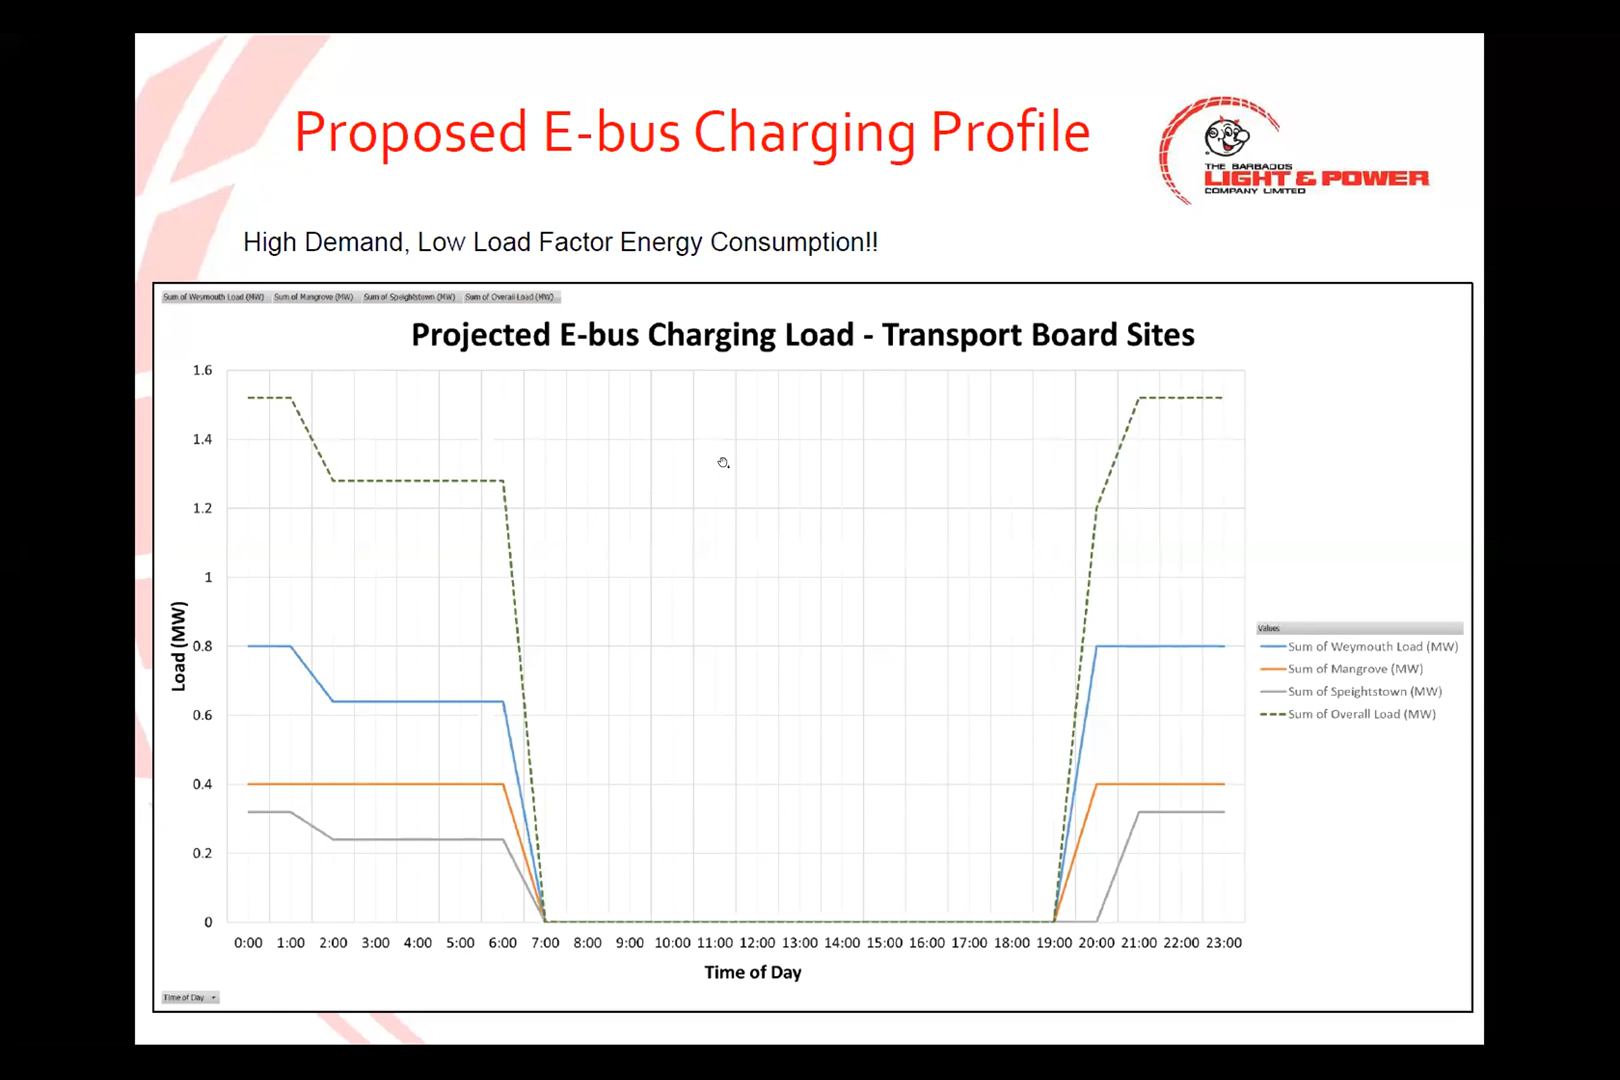 Proposed E-bus Charging Profile
THE BARBADOS
LIGHT & POWER
COMPANY LIMITED
High Demand, Low Load Factor Energy Consumption!!
Sum of Weymouth Load (MW) Sum of Mangrove (MW) Sum of Speightstown (MW) Sum of Overall Load (MW)
Projected E-bus Charging Load - Transport Board Sites
1.6
1.4
1.2
1
0.8
0.6
0.4
0.2
0
Load (MW)
0:00 1:00 2:00 3:00 4:00 5:00 6:00 7:00 8:00 9:00 10:00 11:00 12:00 13:00 14:00 15:00 16:00 17:00 18:00 19:00 20:00 21:00 22:00 23:00
Time of Day
Values
Sum of Weymouth Load (MW)
Sum of Mangrove (MW)
Sum of Speightstown (MW)
Sum of Overall Load (MW)
Time of Day